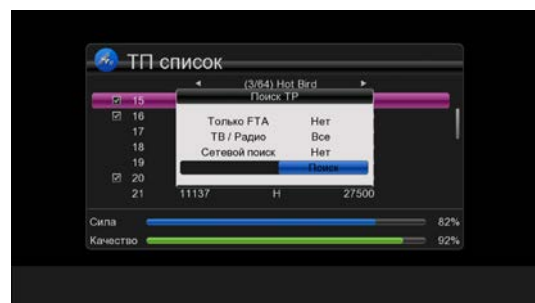 ТП список
(3/64) Hot Bird
Поиск TP
15
16
Только FTA Нет
17
ТВ / Радио Все
18
Сетевой поиск Нет
19
Поиск
20
21 11137 H 27500
Сила 82%
Качество 92%